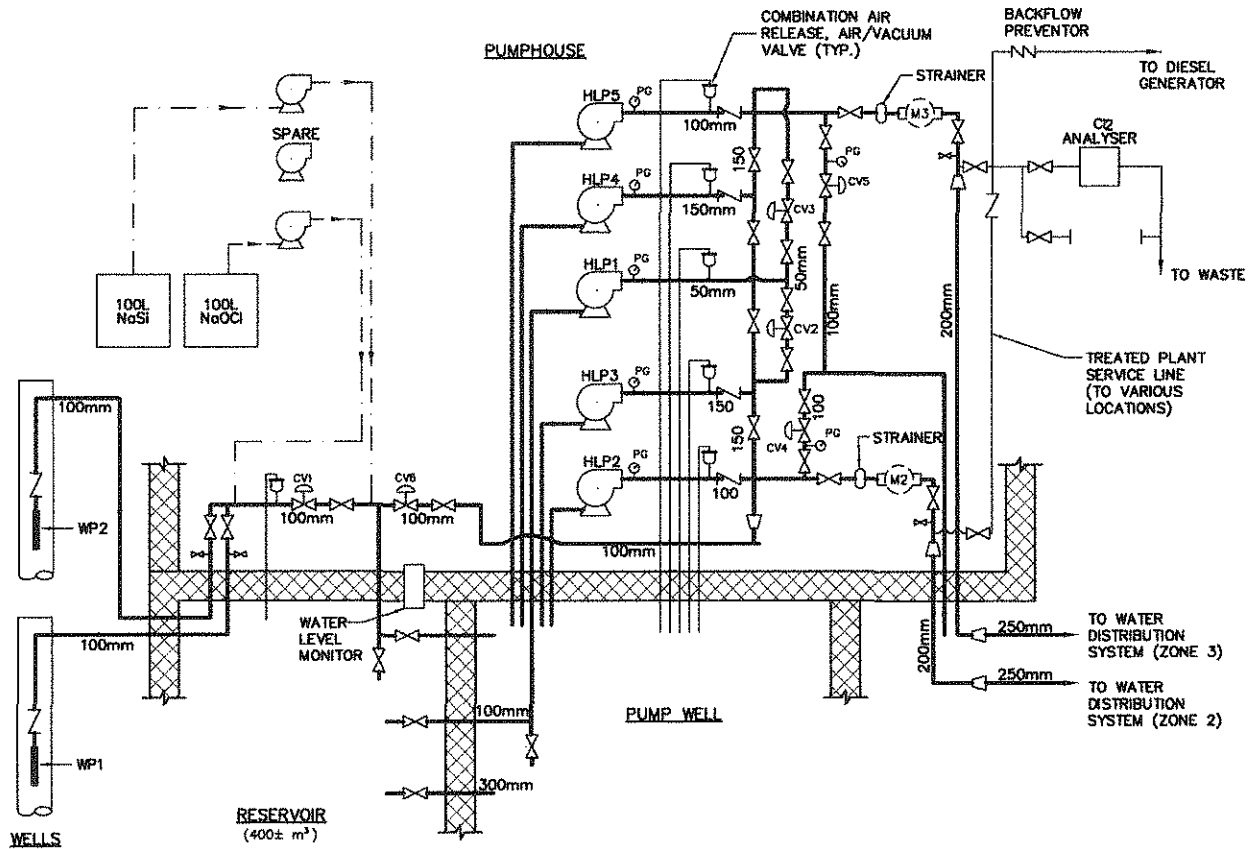 COMBINATION AIR
RELEASE, AIR/VACUUM
VALVE (TYP.)
BACKFLOW
PREVENTOR
PUMPHOUSE
TO DIESEL
GENERATOR
STRAINER
HLP5
PG
100mm
M3
Cl2
ANALYSER
SPARE
150
PG
CV5
HLP4
PG
150mm
CV3
HLP1
PG
50mm
50mm
TO WASTE
100L
NaSi
100L
NaOCl
100mm
200mm
CV2
TREATED PLANT
SERVICE LINE
(TO VARIOUS
LOCATIONS)
HLP3
PG
150
100mm
150
100
PG
CV4
STRAINER
HLP2
PG
100
M2
CV1
CV6
100mm
100mm
WP2
100mm
WATER
LEVEL
MONITOR
100mm
200mm
250mm
TO WATER
DISTRIBUTION
SYSTEM (ZONE 3)
250mm
TO WATER
DISTRIBUTION
SYSTEM (ZONE 2)
100mm
PUMP WELL
WP1
300mm
RESERVOIR
(400± m³)
WELLS